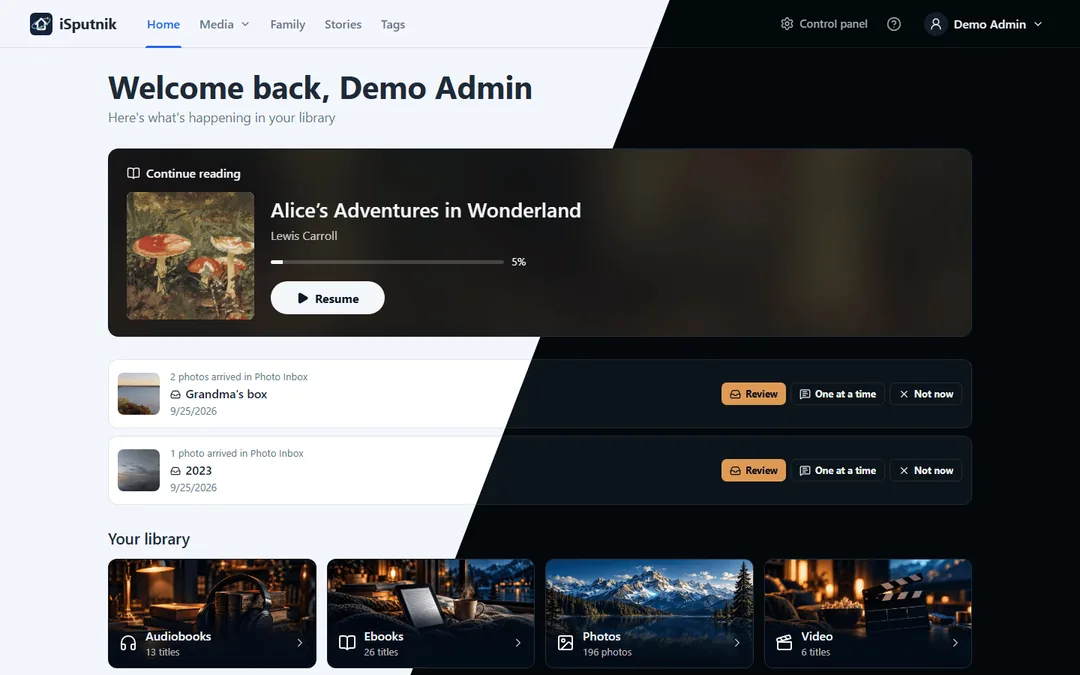 iSputnik
Home
Media
Family
Stories
Tags
Control panel
Demo Admin
Welcome back, Demo Admin
Here's what's happening in your library
Continue reading
Alice’s Adventures in Wonderland
Lewis Carroll
5%
Resume
2 photos arrived in Photo Inbox
Grandma's box
9/25/2026
Review
One at a time
Not now
1 photo arrived in Photo Inbox
2023
9/25/2026
Review
One at a time
Not now
Your library
Audiobooks
13 titles
Ebooks
26 titles
Photos
196 photos
Video
6 titles